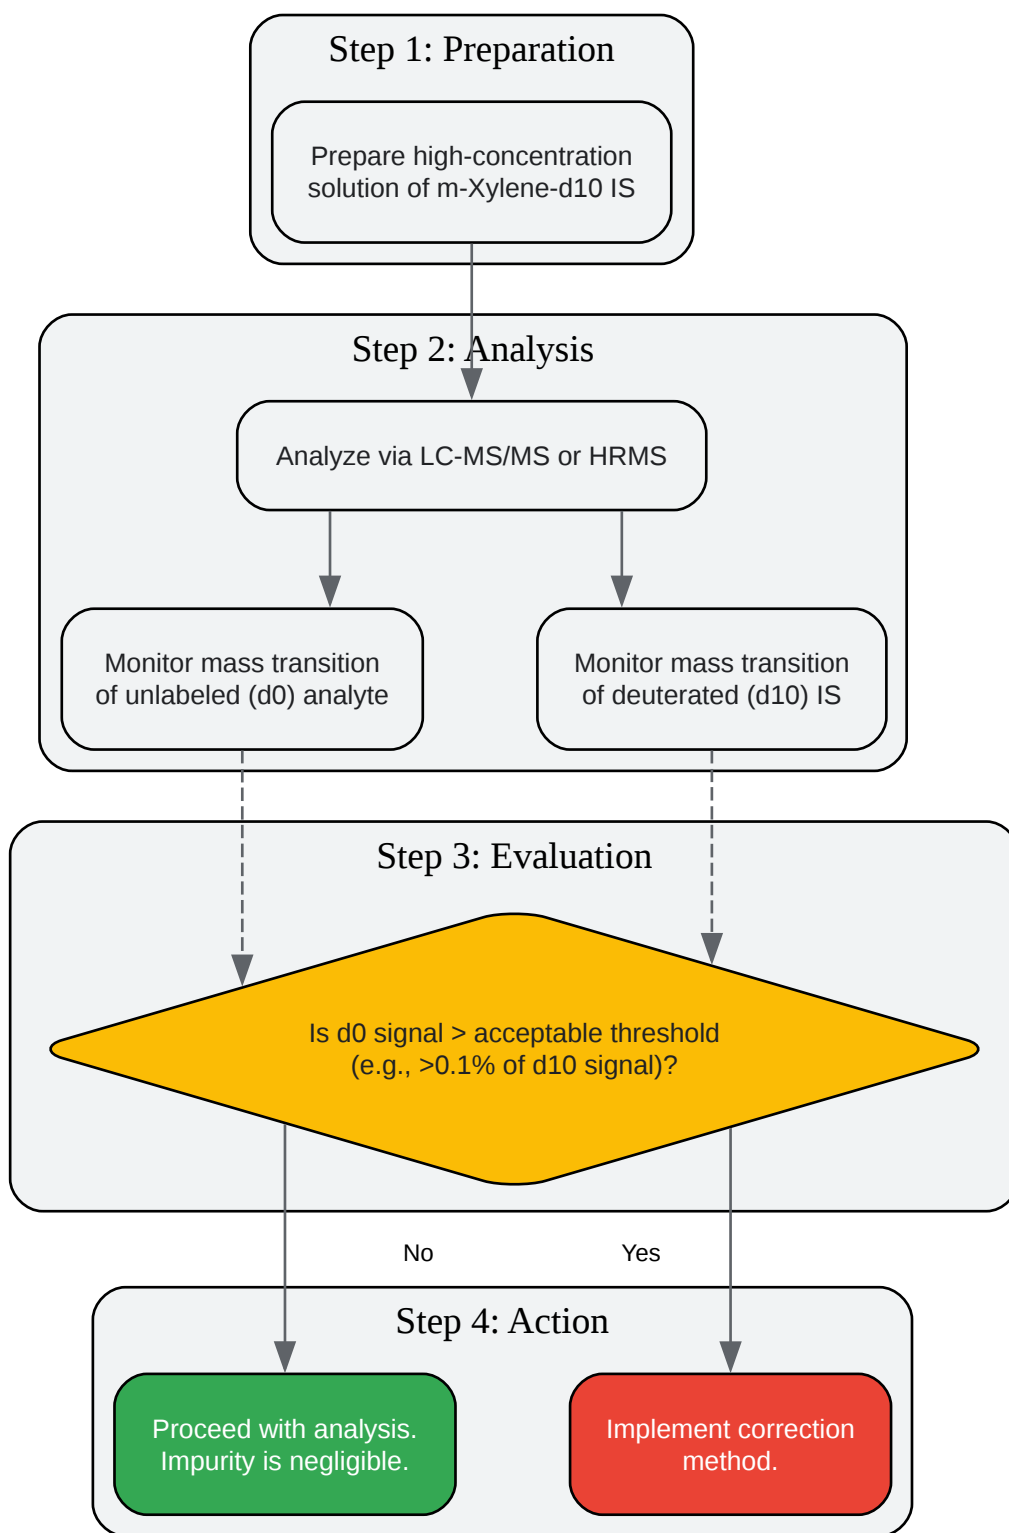 Step 1: Preparation
Prepare high-concentration
solution of m-Xylene-d10 IS
Step 2: Analysis
Analyze via LC-MS/MS or HRMS
Monitor mass transition
of unlabeled (d0) analyte
Monitor mass transition
of deuterated (d10) IS
Step 3: Evaluation
Is d0 signal > acceptable threshold
(e.g., >0.1% of d10 signal)?
No
Yes
Step 4: Action
Proceed with analysis.
Impurity is negligible.
Implement correction
method.